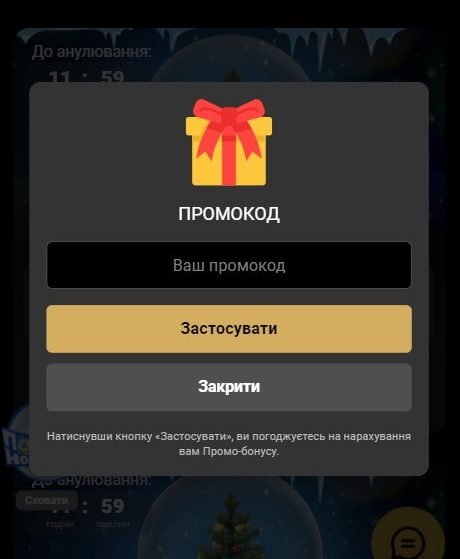 До анулювання:
11 : 59
ПРОМОКОД
Ваш промокод
Застосувати
Закрити
Натиснувши кнопку «Застосувати», ви погоджуєтесь на нарахування
вам Промо-бонусу.
До анулювання:
Сховати
: 59
годин хвилин